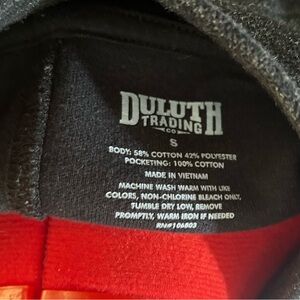 DULUTH
TRADING
CO
S
BODY: 58% COTTON 42% POLYESTER
POCKETING: 100% COTTON
MADE IN VIETNAM
MACHINE WASH WARM WITH LIKE
COLORS, NON-CHLORINE BLEACH ONLY,
TUMBLE DRY LOW, REMOVE
PROMPTLY, WARM IRON IF NEEDED
RN#106803